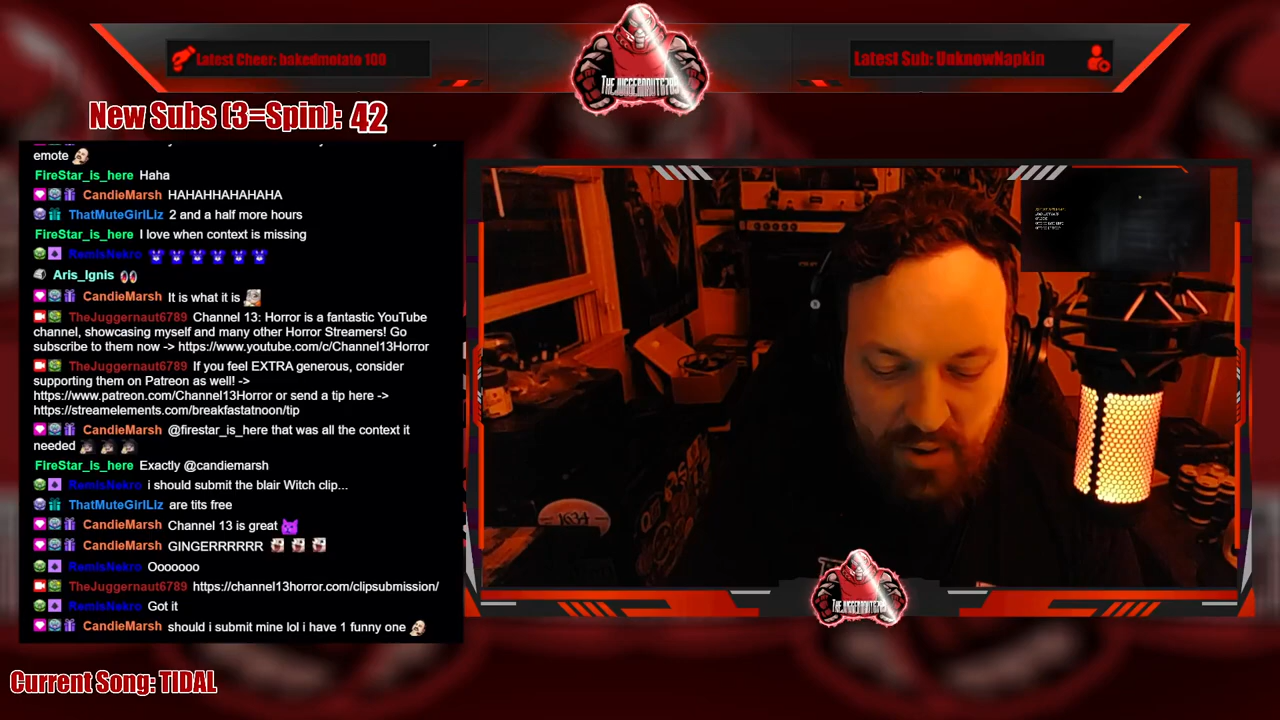 Latest Cheer: bakedmotato 100
THEJUGGERNAUT6789
Latest Sub: UnknowNapkin
New Subs (3=Spin): 42
emote
FireStar_is_here Haha
CandieMarsh HAHAHHAHAHAHA
ThatMuteGirlLiz 2 and a half more hours
FireStar_is_here I love when context is missing
RemisNekro
Aris_Ignis
CandieMarsh It is what it is
TheJuggernaut6789 Channel 13: Horror is a fantastic YouTube
channel, showcasing myself and many other Horror Streamers! Go
subscribe to them now -> https://www.youtube.com/c/Channel13Horror
TheJuggernaut6789 If you feel EXTRA generous, consider
supporting them on Patreon as well! ->
https://www.patreon.com/Channel13Horror or send a tip here ->
https://streamelements.com/breakfastatnoon/tip
CandieMarsh @firestar_is_here that was all the context it
needed
FireStar_is_here Exactly @candiemarsh
RemisNekro i should submit the blair Witch clip...
ThatMuteGirlLiz are tits free
CandieMarsh Channel 13 is great
CandieMarsh GINGERRRRRR
RemisNekro Ooooooo
TheJuggernaut6789 https://channel13horror.com/clipsubmission/
RemisNekro Got it
CandieMarsh should i submit mine lol i have 1 funny one
1834
THEJUGGERNAUT6789
Current Song: TIDAL